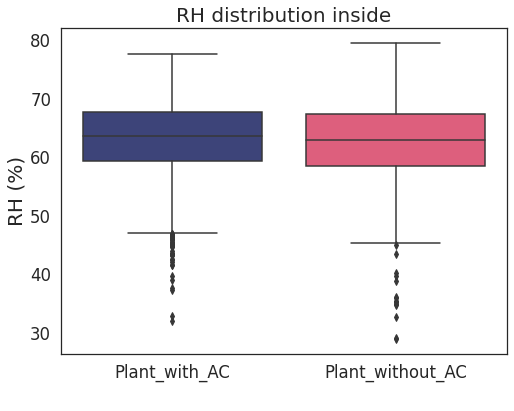 RH distribution inside
RH (%)
80
70
60
50
40
30
Plant_with_AC
Plant_without_AC